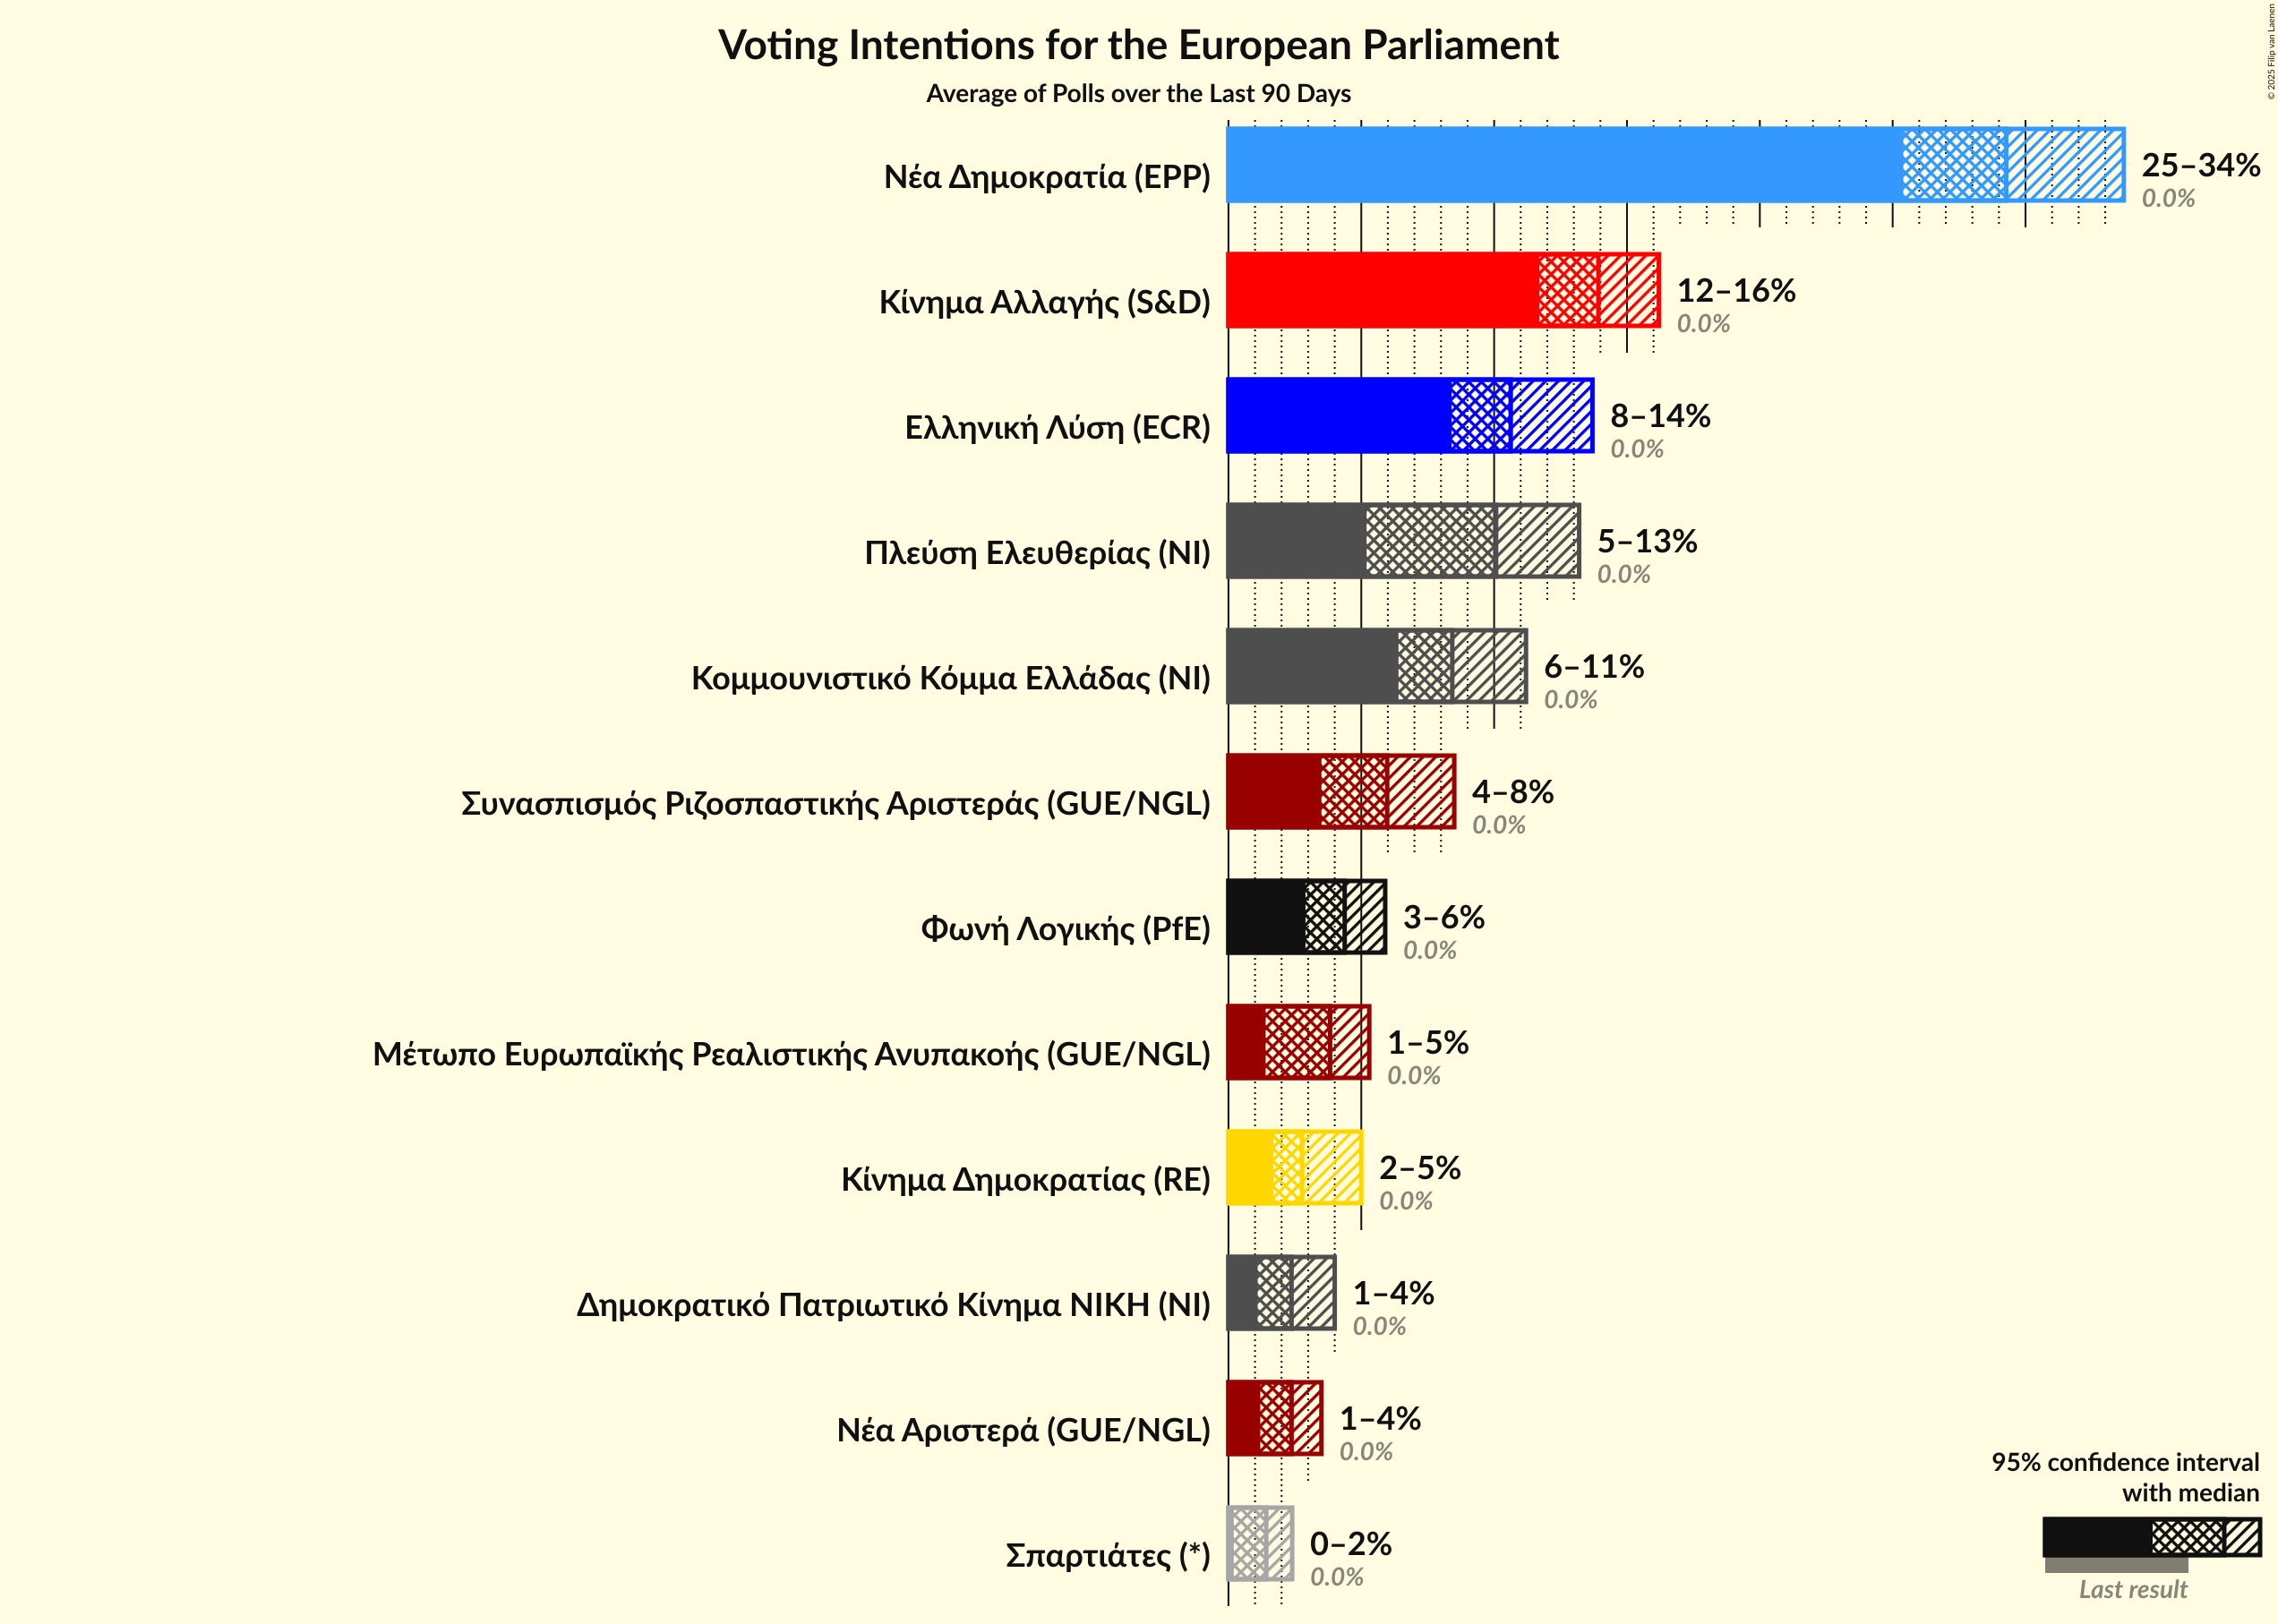 Voting Intentions for the European Parliament
Average of Polls over the Last 90 Days
© 2025 Filip van Laenen
Νέα Δημοκρατία (EPP)
25–34%
0.0%
Κίνημα Αλλαγής (S&D)
12–16%
0.0%
Ελληνική Λύση (ECR)
8–14%
0.0%
Πλεύση Ελευθερίας (NI)
5–13%
0.0%
Κομμουνιστικό Κόμμα Ελλάδας (NI)
6–11%
0.0%
Συνασπισμός Ριζοσπαστικής Αριστεράς (GUE/NGL)
4–8%
0.0%
Φωνή Λογικής (PfE)
3–6%
0.0%
Μέτωπο Ευρωπαϊκής Ρεαλιστικής Ανυπακοής (GUE/NGL)
1–5%
0.0%
Κίνημα Δημοκρατίας (RE)
2–5%
0.0%
Δημοκρατικό Πατριωτικό Κίνημα ΝΙΚΗ (NI)
1–4%
0.0%
Νέα Αριστερά (GUE/NGL)
1–4%
0.0%
Σπαρτιάτες (*)
0–2%
0.0%
95% confidence interval
with median
Last result